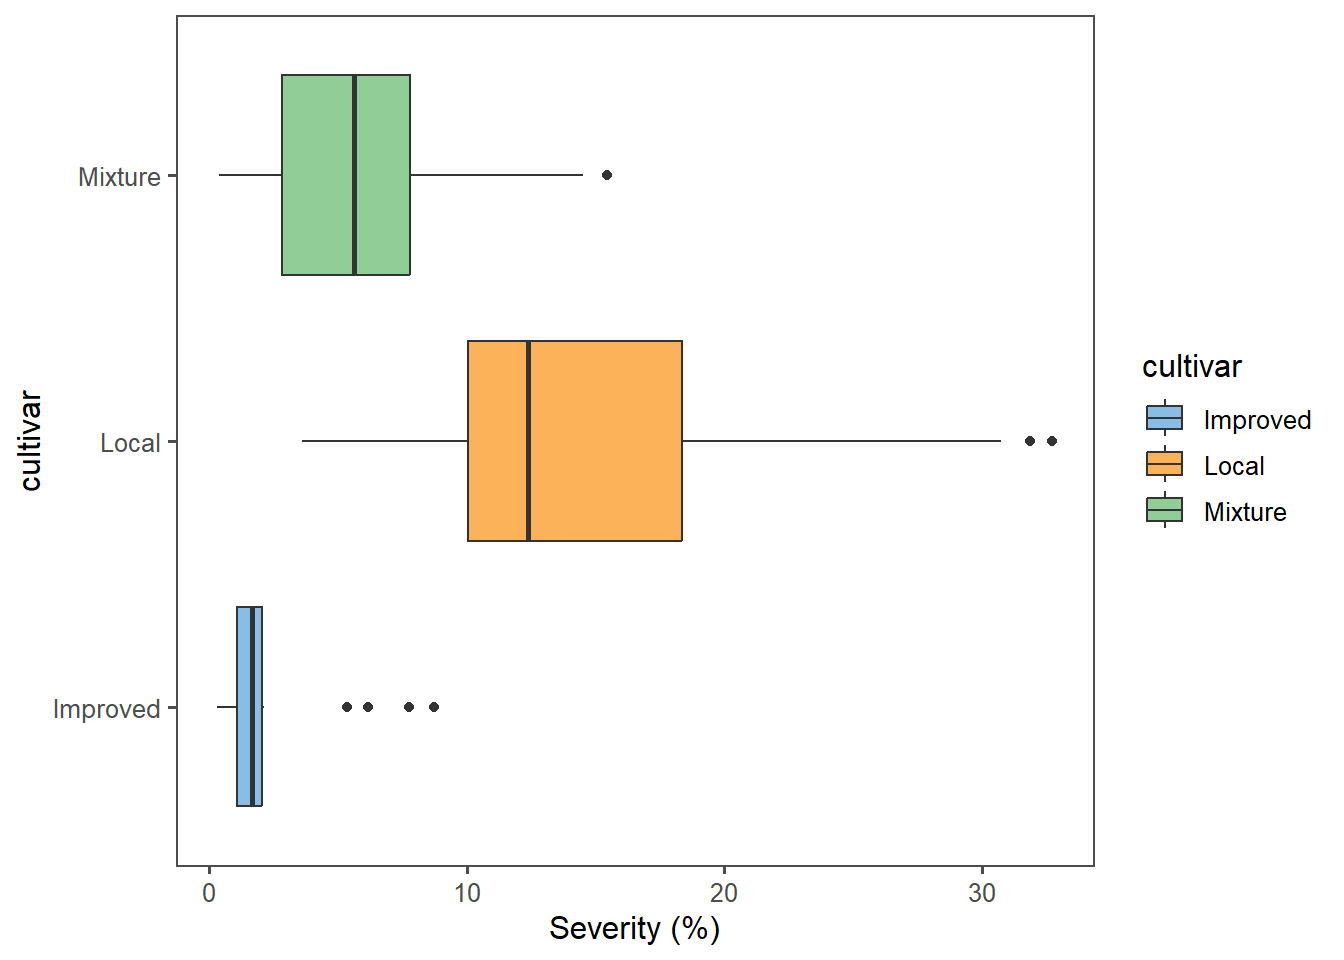 Mixture
Local
Improved
cultivar
0 10 20 30
Severity (%)
cultivar
Improved
Local
Mixture